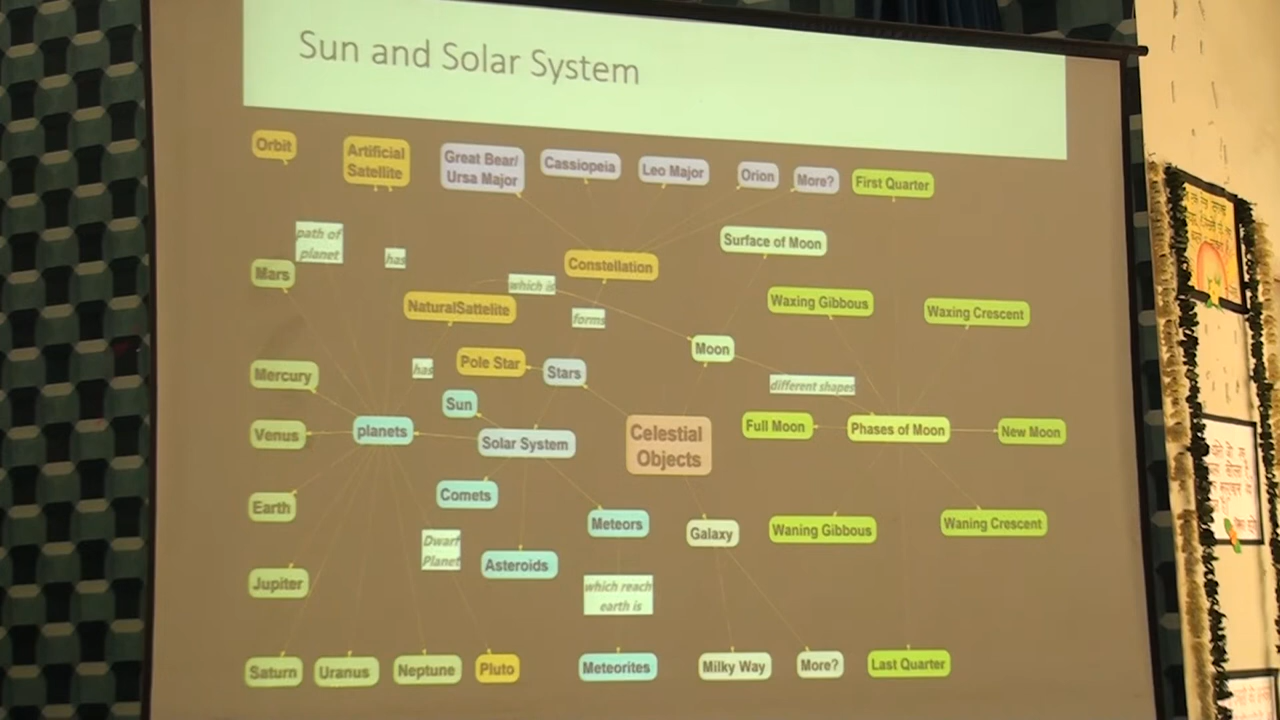 Sun and Solar System
Orbit
Artificial
Satellite
Great Bear/
Ursa Major
Cassiopeia
Leo Major
Orion
More?
First Quarter
path of
planet
has
Constellation
Surface of Moon
Mars
which is
NaturalSattelite
forms
Waxing Gibbous
Waxing Crescent
Moon
has
Pole Star
Stars
different shapes
Mercury
Sun
Venus
planets
Solar System
Celestial
Objects
Full Moon
Phases of Moon
New Moon
Earth
Comets
Meteors
Galaxy
Waning Gibbous
Waning Crescent
Dwarf
Planet
Asteroids
Jupiter
which reach
earth is
Saturn
Uranus
Neptune
Pluto
Meteorites
Milky Way
More?
Last Quarter